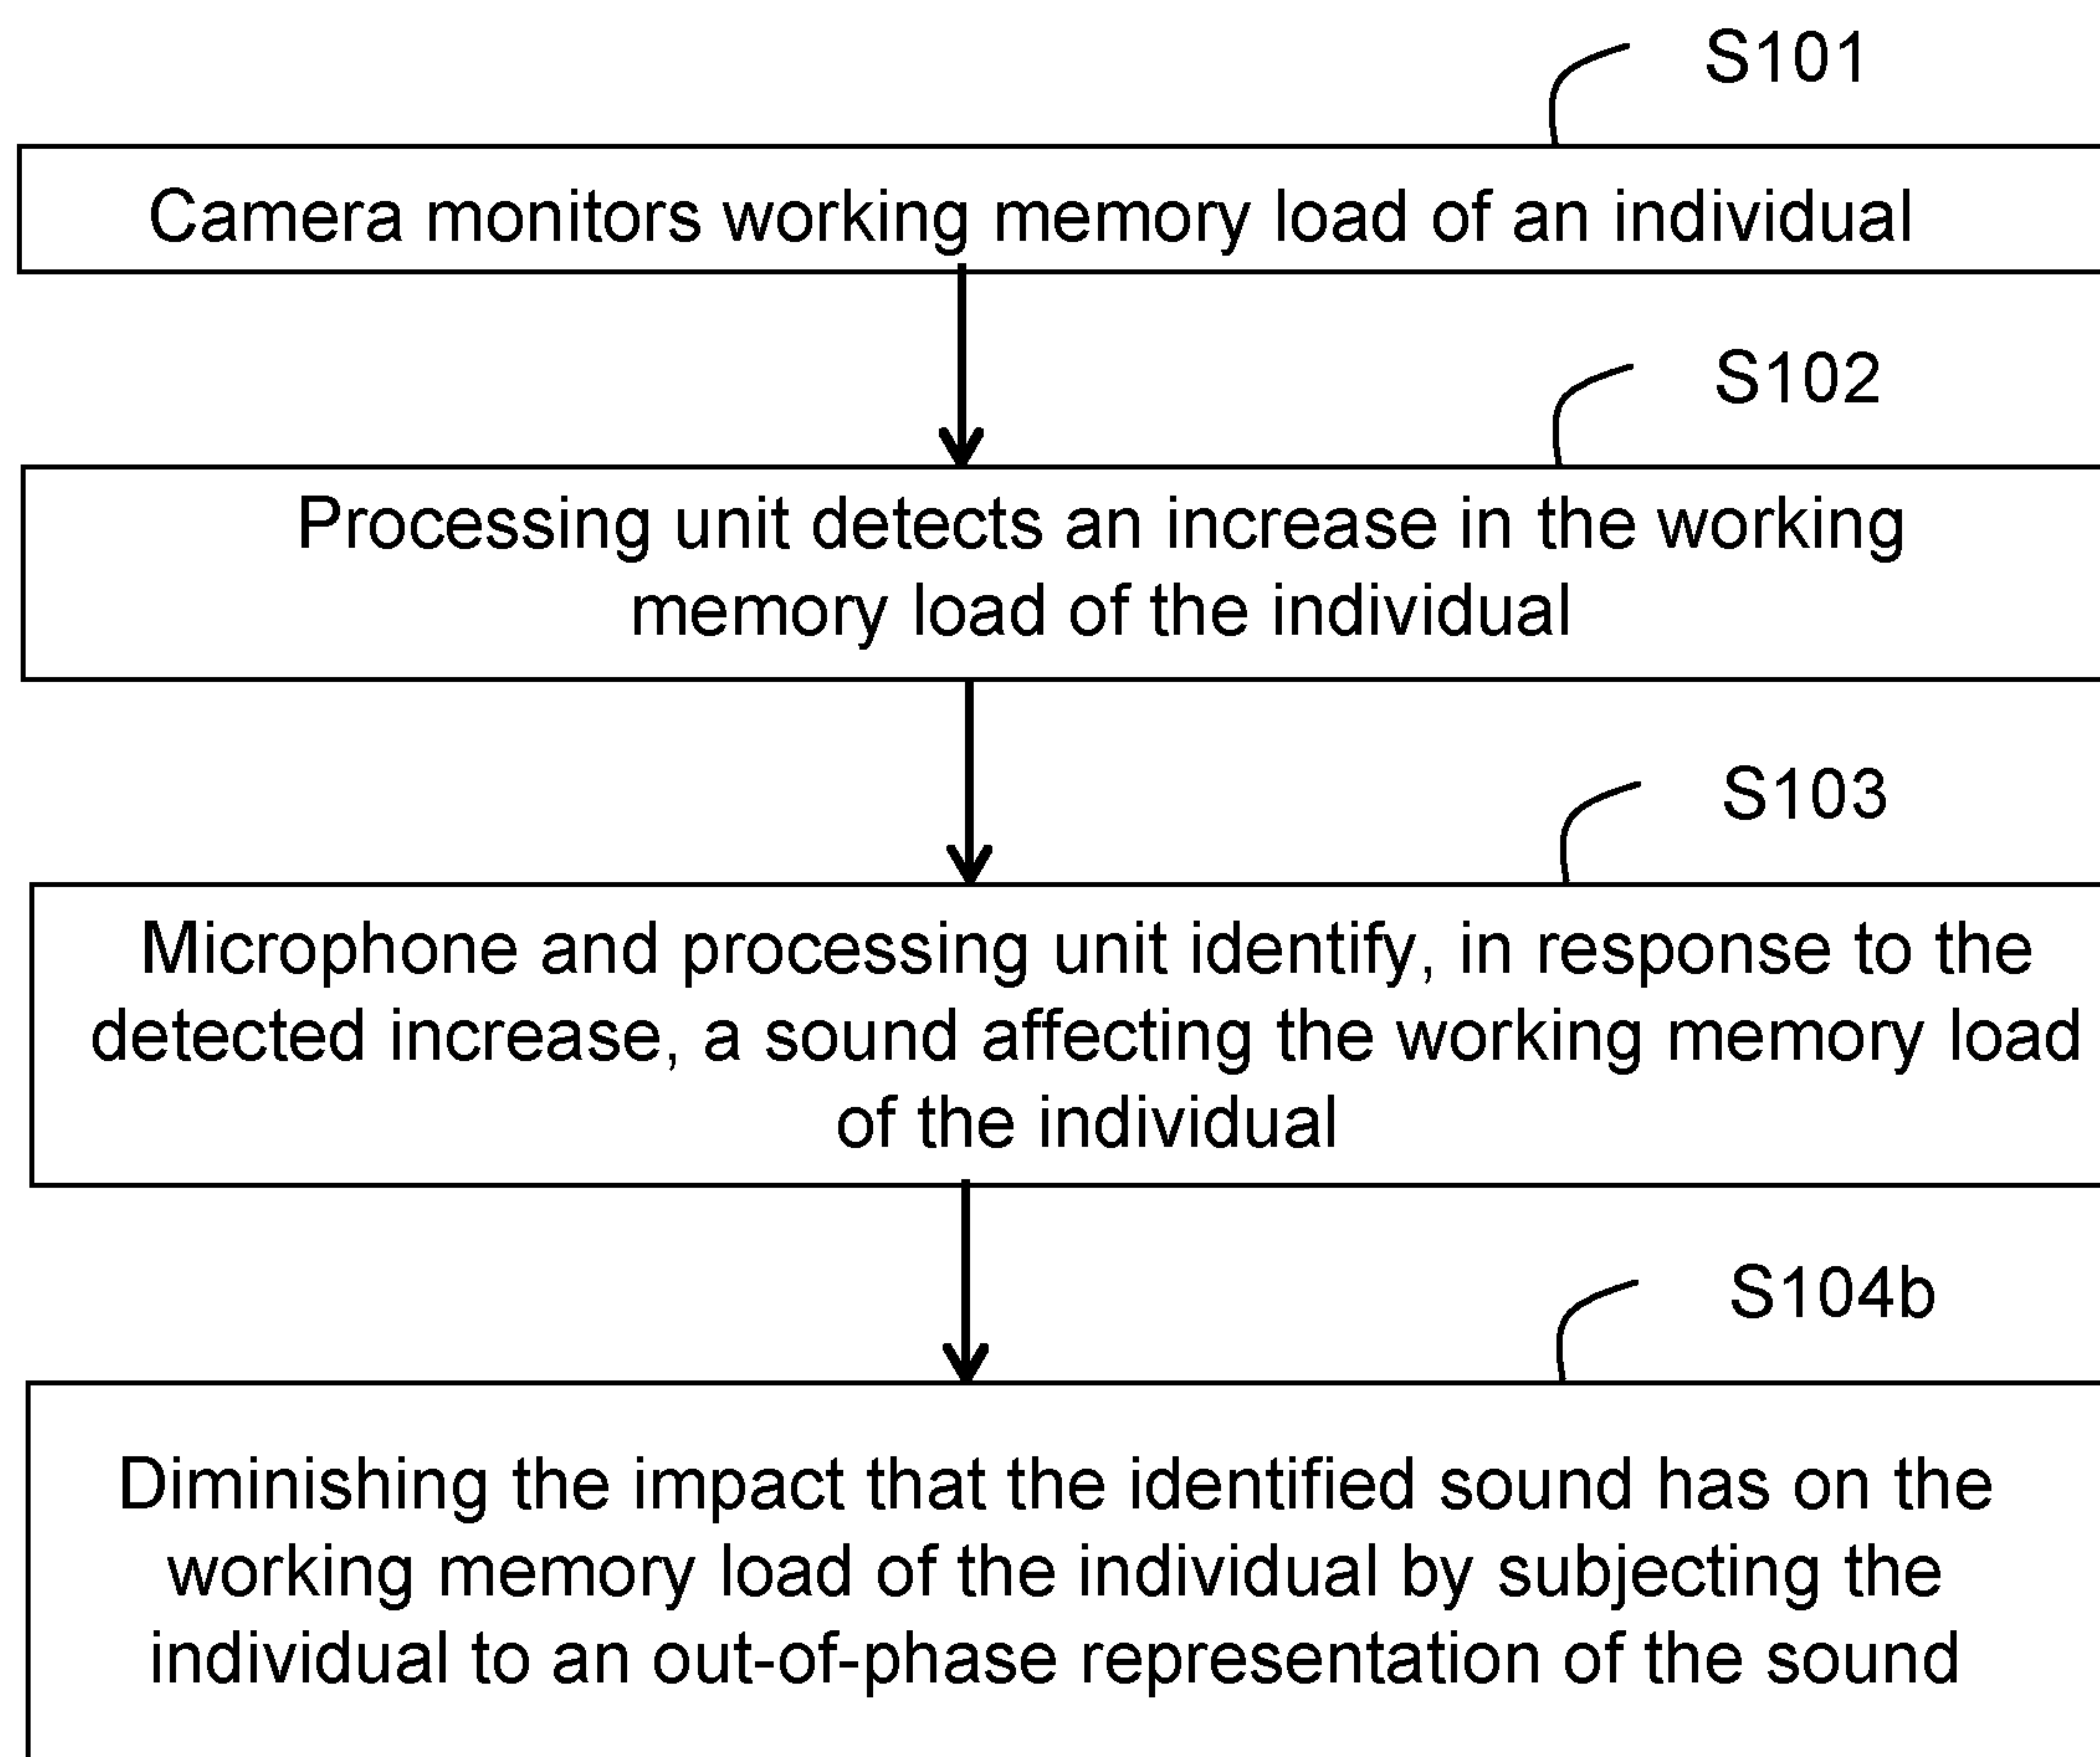 S101
Camera monitors working memory load of an individual
S102
Processing unit detects an increase in the working
memory load of the individual
S103
Microphone and processing unit identify, in response to the
detected increase, a sound affecting the working memory load
of the individual
S104b
Diminishing the impact that the identified sound has on the
working memory load of the individual by subjecting the
individual to an out-of-phase representation of the sound